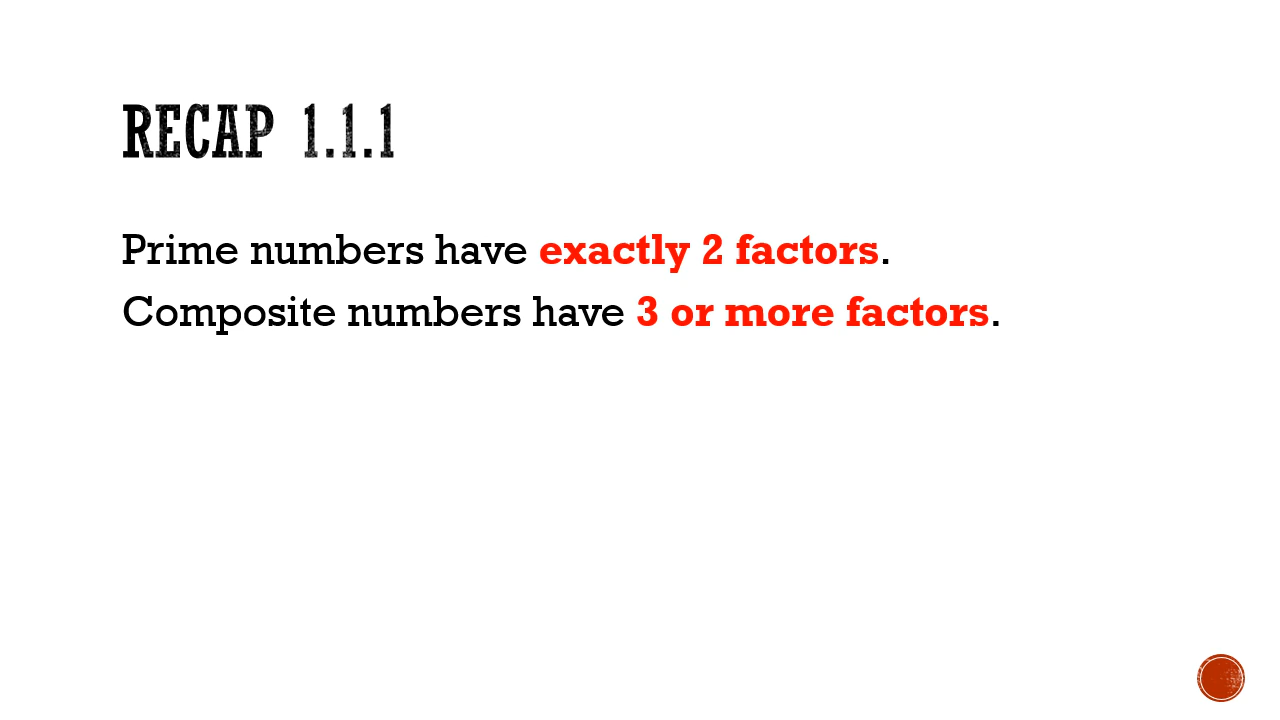 RECAP 1.1.1
Prime numbers have exactly 2 factors.
Composite numbers have 3 or more factors.